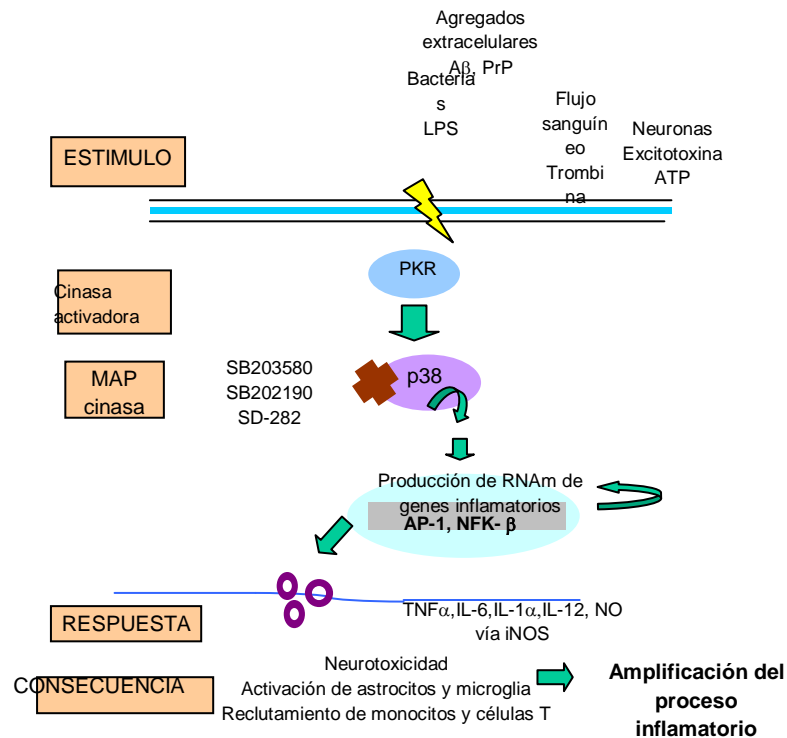 Agregados
extracelulares
Aβ, PrP
Bacteria
s
LPS
Flujo
sanguín
eo
Trombi
na
Neuronas
Excitotoxina
ATP
ESTIMULO
PKR
Cinasa
activadora
MAP
cinasa
SB203580
SB202190
SD-282
p38
Producción de RNAm de
genes inflamatorios
AP-1, NFK- β
TNFα,IL-6,IL-1α,IL-12, NO
vía iNOS
RESPUESTA
CONSECUENCIA
Neurotoxicidad
Activación de astrocitos y microglia
Reclutamiento de monocitos y células T
Amplificación del
proceso
inflamatorio